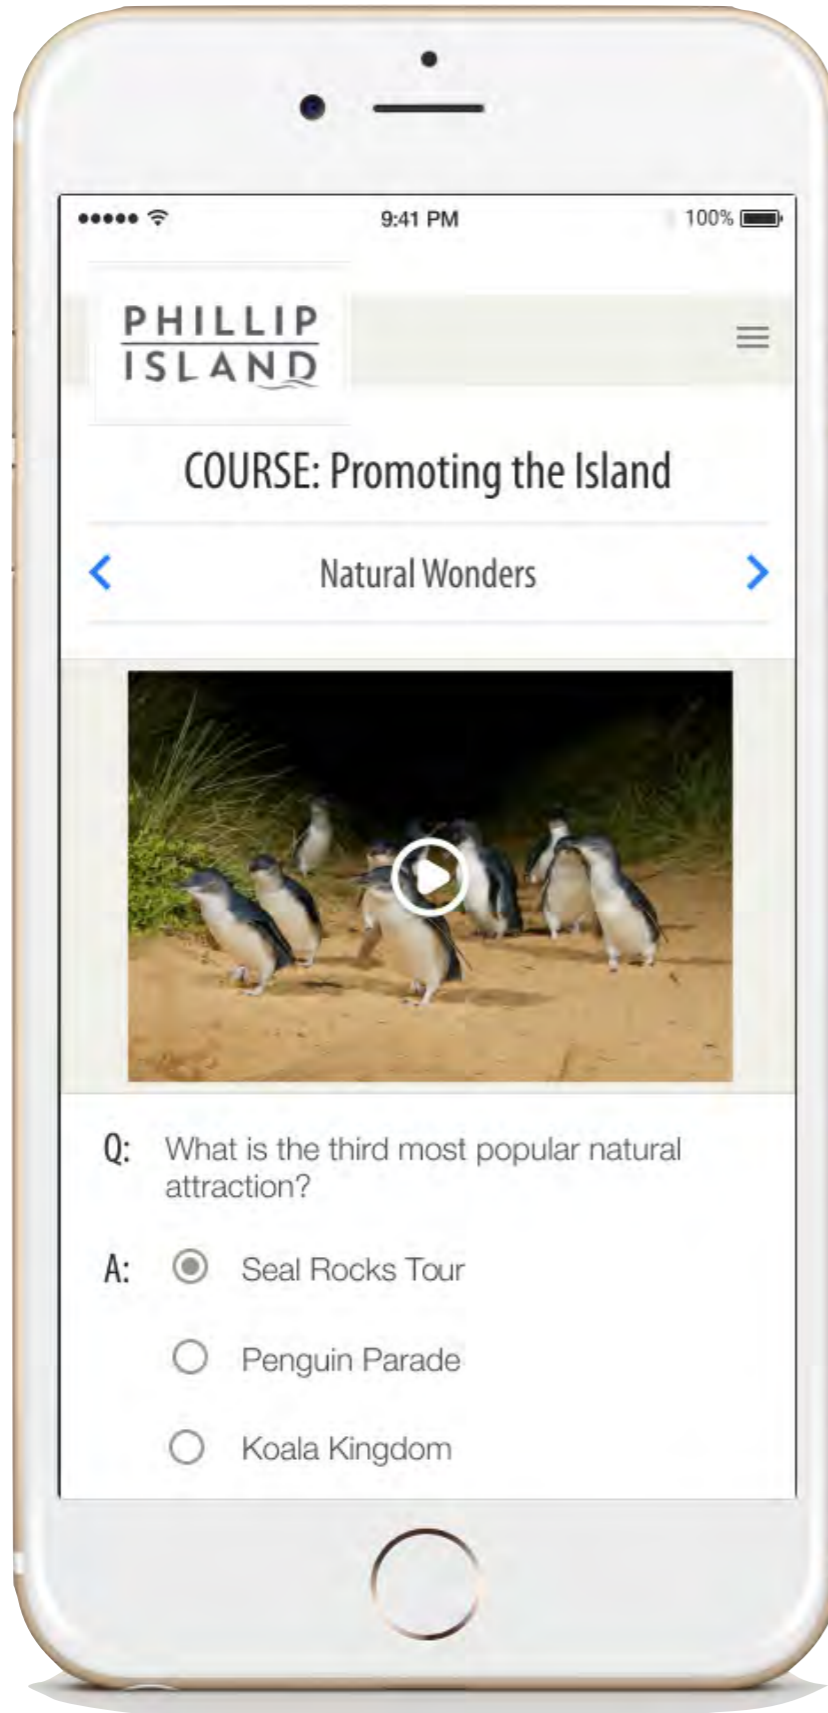 9:41 PM
100%
PHILLIP
ISLAND
COURSE: Promoting the Island
Natural Wonders
Q: What is the third most popular natural
attraction?
A: Seal Rocks Tour
Penguin Parade
Koala Kingdom